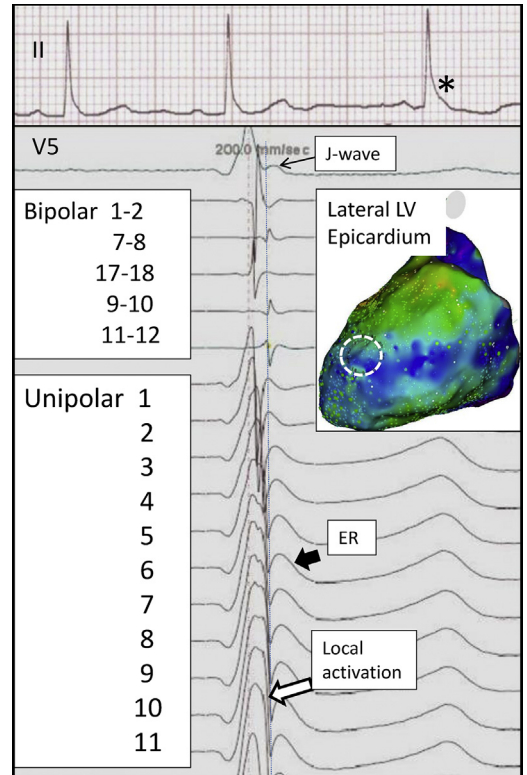 II
*
V5
200.0 mm/sec
J-wave
Bipolar 1-2
7-8
17-18
9-10
11-12
Lateral LV
Epicardium
Unipolar 1
2
3
4
5
6
7
8
9
10
11
ER
Local
activation